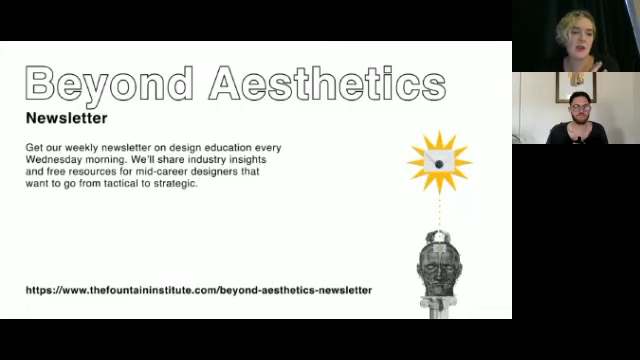 Beyond Aesthetics
Newsletter
Get our weekly newsletter on design education every
Wednesday morning. We'll share industry insights
and free resources for mid-career designers that
want to go from tactical to strategic.
https://www.thefountaininstitute.com/beyond-aesthetics-newsletter